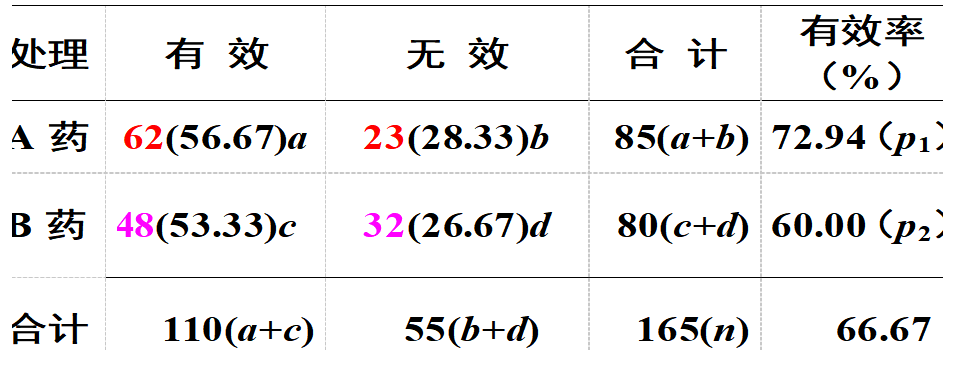 处理 有 效 无 效 合 计 有效率(%)
A 药 62(56.67)a 23(28.33)b 85(a+b) 72.94(p1)
B 药 48(53.33)c 32(26.67)d 80(c+d) 60.00(p2)
合计 110(a+c) 55(b+d) 165(n) 66.67